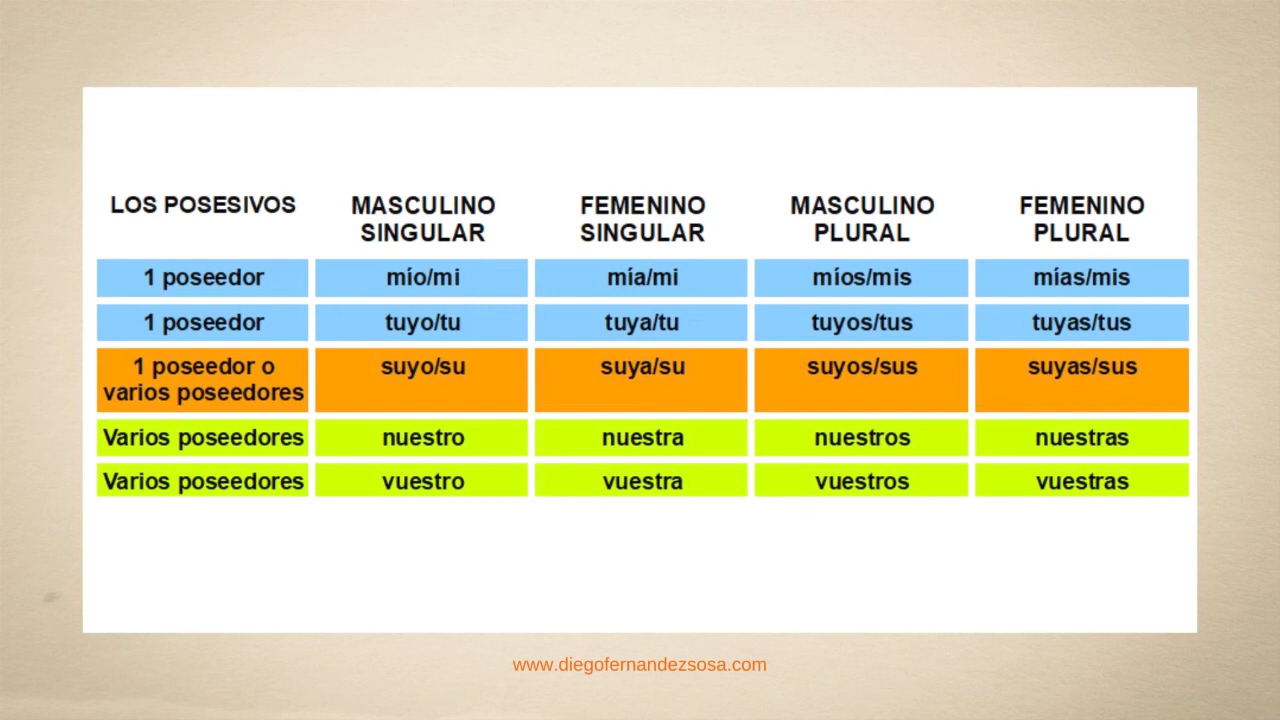 LOS POSESIVOS MASCULINO SINGULAR FEMENINO SINGULAR MASCULINO PLURAL FEMENINO PLURAL
1 poseedor mío/mi mía/mi míos/mis mías/mis
1 poseedor tuyo/tu tuya/tu tuyos/tus tuyas/tus
1 poseedor o varios poseedores suyo/su suya/su suyos/sus suyas/sus
Varios poseedores nuestro nuestra nuestros nuestras
Varios poseedores vuestro vuestra vuestros vuestras
www.diegofernandezsosa.com